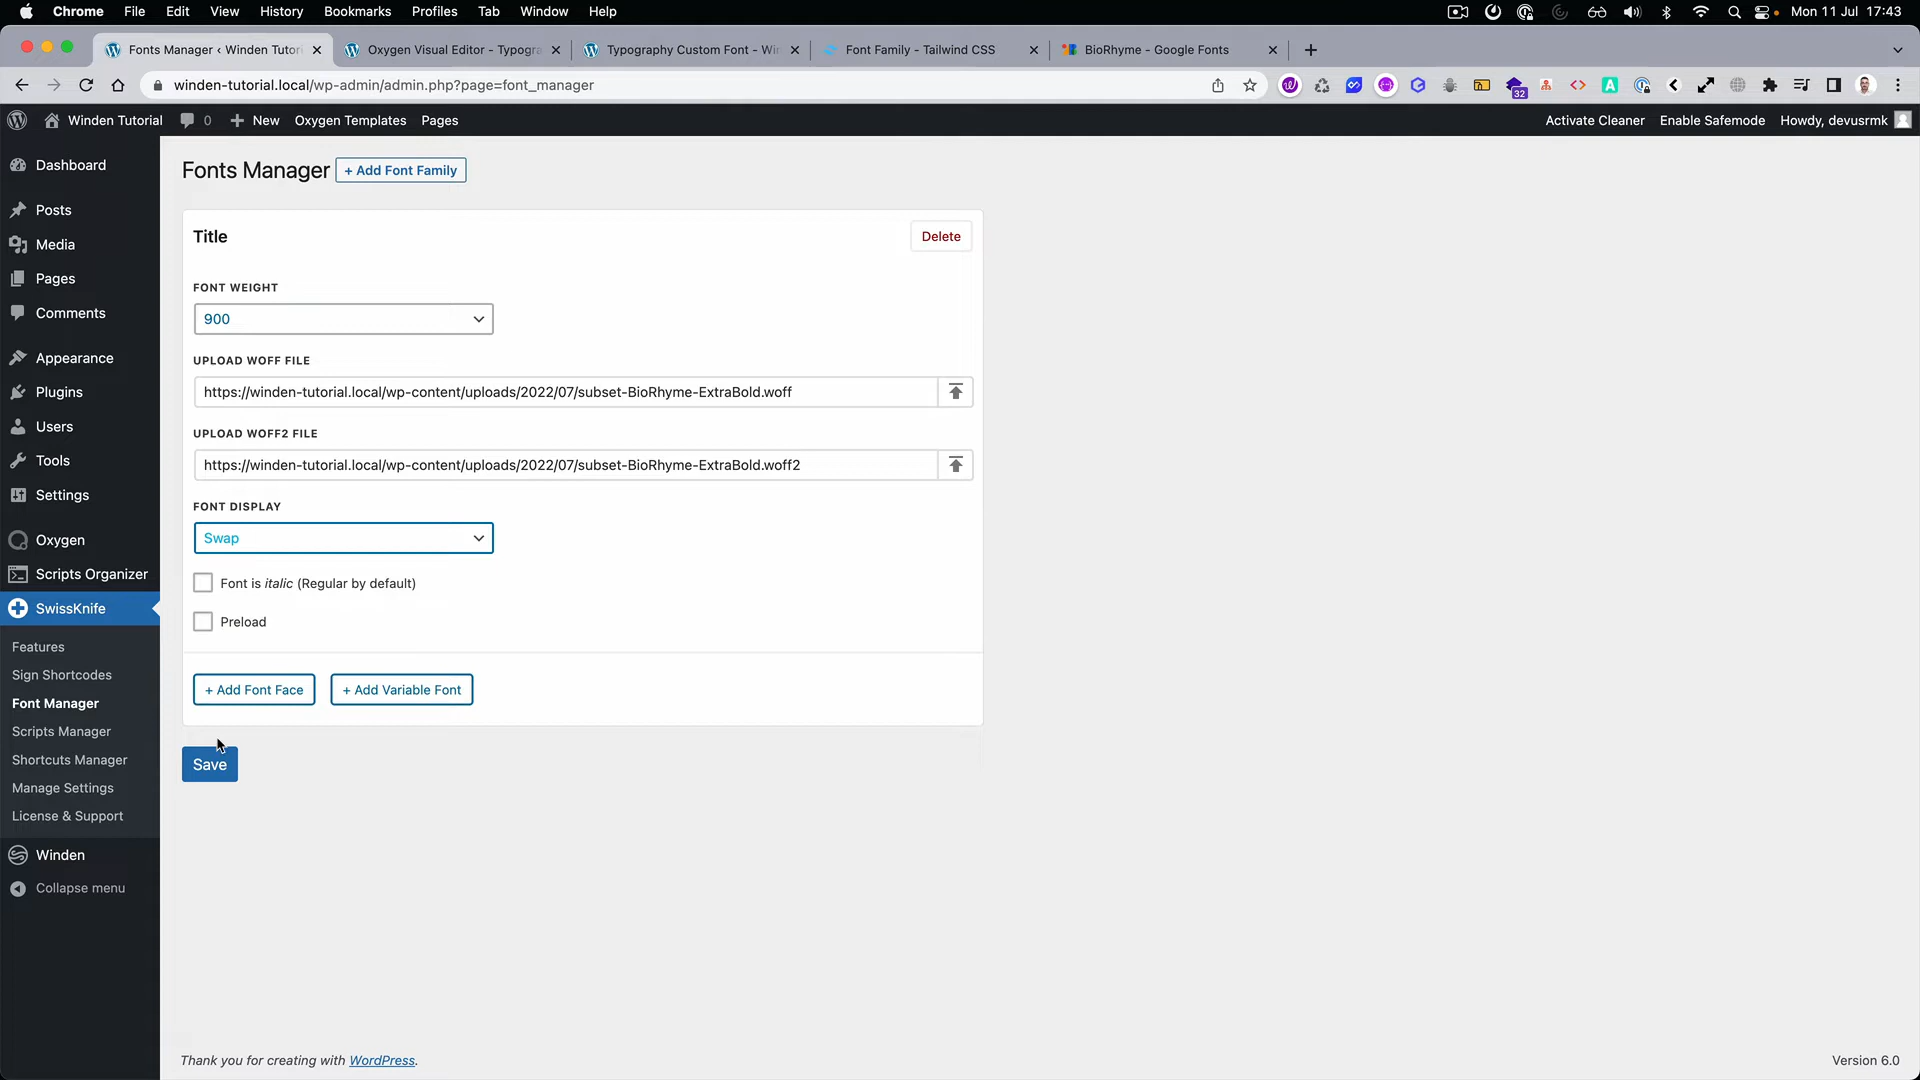 Chrome File Edit View History Bookmarks Profiles Tab Window Help
Mon 11 Jul 17:43
Fonts Manager ‹ Winden Tutori
Oxygen Visual Editor - Typogra
Typography Custom Font - Win
Font Family - Tailwind CSS
BioRhyme - Google Fonts
winden-tutorial.local/wp-admin/admin.php?page=font_manager
32
Winden Tutorial 0 New Oxygen Templates Pages
Activate Cleaner Enable Safemode Howdy, devusrmk
Dashboard
Posts
Media
Pages
Comments
Appearance
Plugins
Users
Tools
Settings
Oxygen
Scripts Organizer
SwissKnife
Features
Sign Shortcodes
Font Manager
Scripts Manager
Shortcuts Manager
Manage Settings
License & Support
Winden
Collapse menu
Fonts Manager + Add Font Family
Title
Delete
FONT WEIGHT
900
UPLOAD WOFF FILE
https://winden-tutorial.local/wp-content/uploads/2022/07/subset-BioRhyme-ExtraBold.woff
UPLOAD WOFF2 FILE
https://winden-tutorial.local/wp-content/uploads/2022/07/subset-BioRhyme-ExtraBold.woff2
FONT DISPLAY
Swap
Font is italic (Regular by default)
Preload
+ Add Font Face
+ Add Variable Font
Save
Thank you for creating with WordPress.
Version 6.0